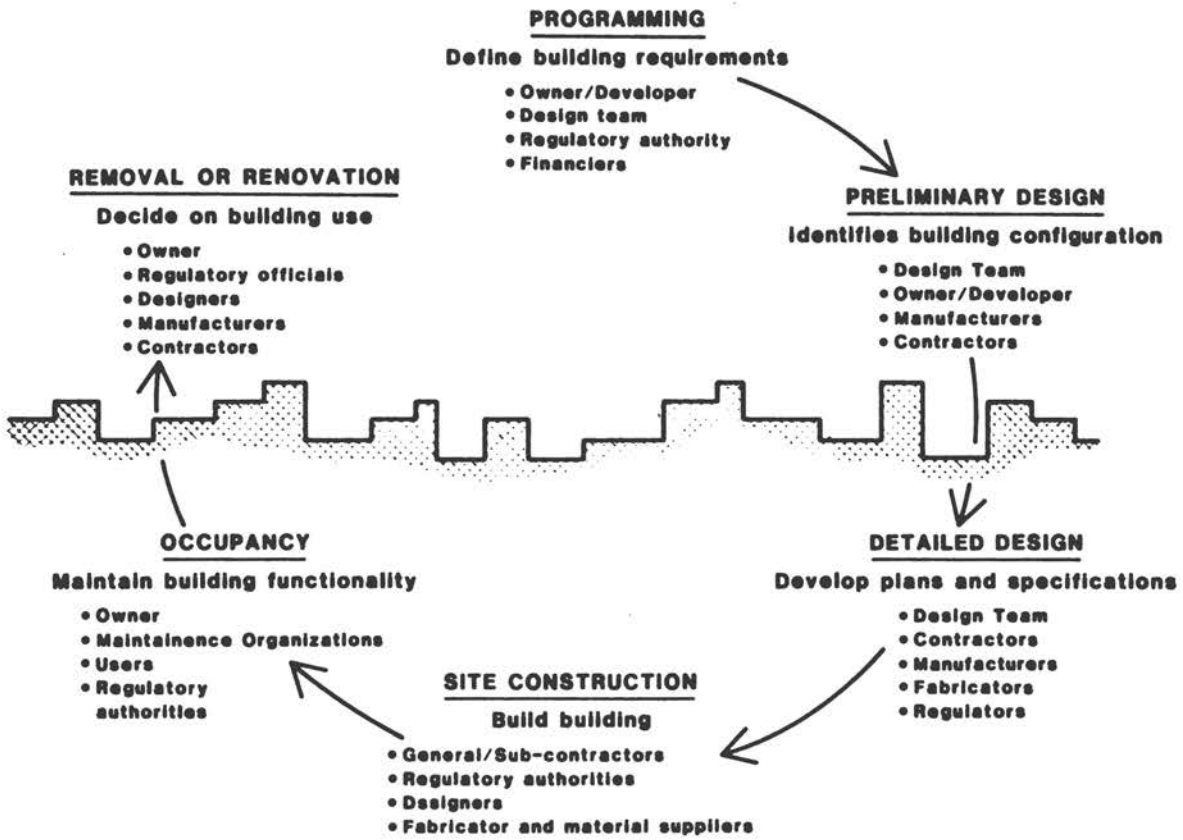 PROGRAMMING
Define building requirements
• Owner/Developer
• Design team
• Regulatory authority
• Financiers
PRELIMINARY DESIGN
Identifies building configuration
• Design Team
• Owner/Developer
• Manufacturers
• Contractors
DETAILED DESIGN
Develop plans and specifications
• Design Team
• Contractors
• Manufacturers
• Fabricators
• Regulators
SITE CONSTRUCTION
Build building
• General/Sub-contractors
• Regulatory authorities
• Dssigners
• Fabricator and material suppliers
OCCUPANCY
Maintain building functionality
• Owner
• Maintainence Organizations
• Users
• Regulatory
authorities
REMOVAL OR RENOVATION
Decide on building use
• Owner
• Regulatory officials
• Designers
• Manufacturers
• Contractors